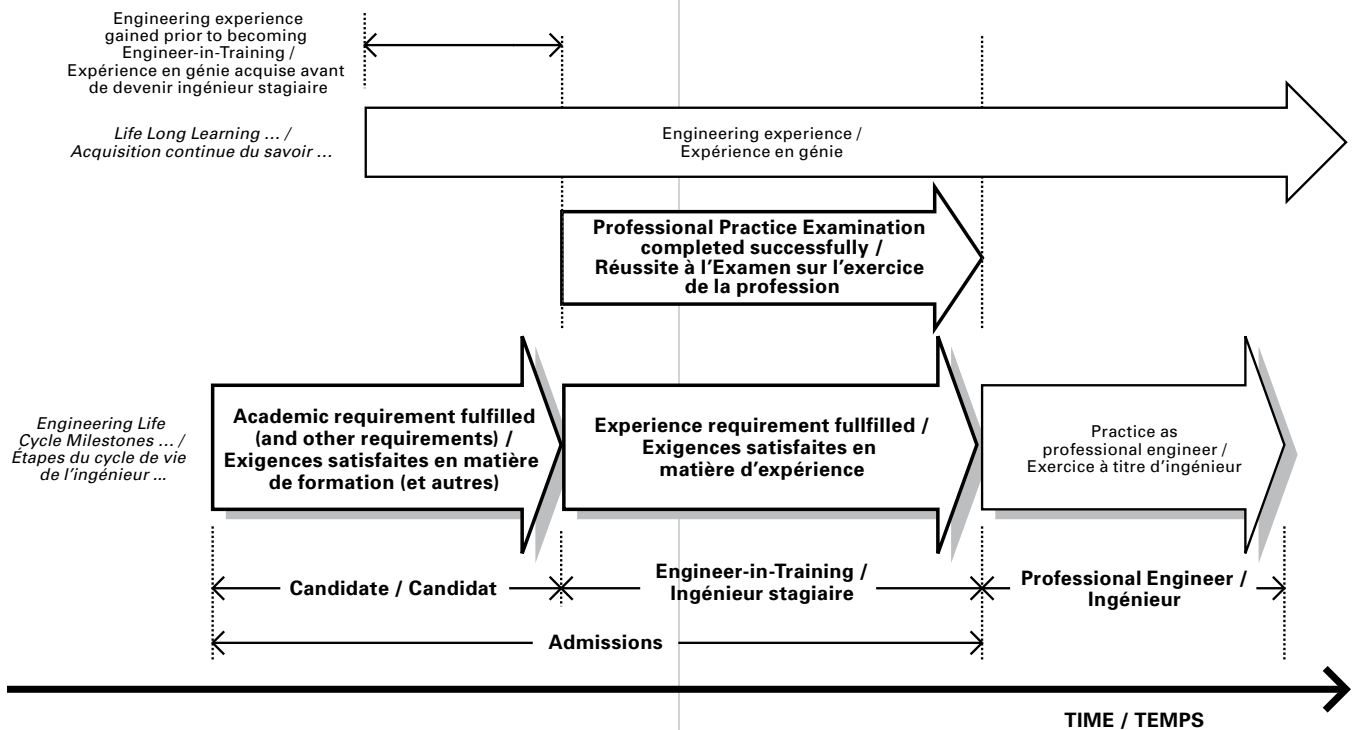 Engineering experience
gained prior to becoming
Engineer-in-Training /
Expérience en génie acquise avant
de devenir ingénieur stagiaire
Life Long Learning ... /
Acquisition continue du savoir ...
Engineering experience /
Expérience en génie
Professional Practice Examination
completed successfully /
Réussite à l'Examen sur l'exercice
de la profession
Engineering Life
Cycle Milestones ... /
Étapes du cycle de vie
de l'ingénieur ...
Academic requirement fulfilled
(and other requirements) /
Exigences satisfaites en matière
de formation (et autres)
Experience requirement fullfilled /
Exigences satisfaites en
matière d'expérience
Practice as
professional engineer /
Exercice à titre d'ingénieur
Candidate / Candidat
Engineer-in-Training /
Ingénieur stagiaire
Professional Engineer /
Ingénieur
Admissions
TIME / TEMPS